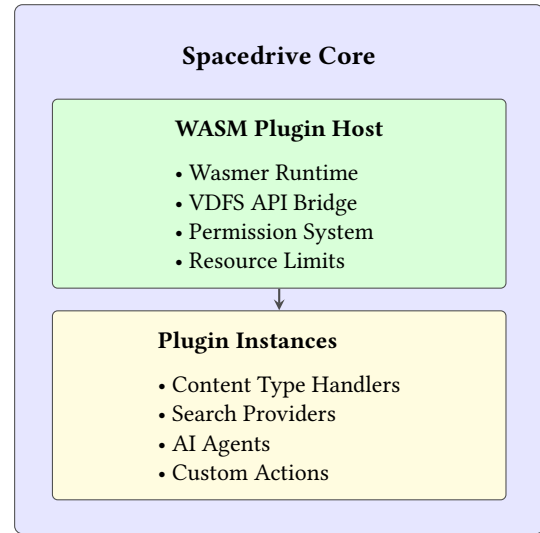 Spacedrive Core
WASM Plugin Host
• Wasmer Runtime
• VDFS API Bridge
• Permission System
• Resource Limits
Plugin Instances
• Content Type Handlers
• Search Providers
• AI Agents
• Custom Actions